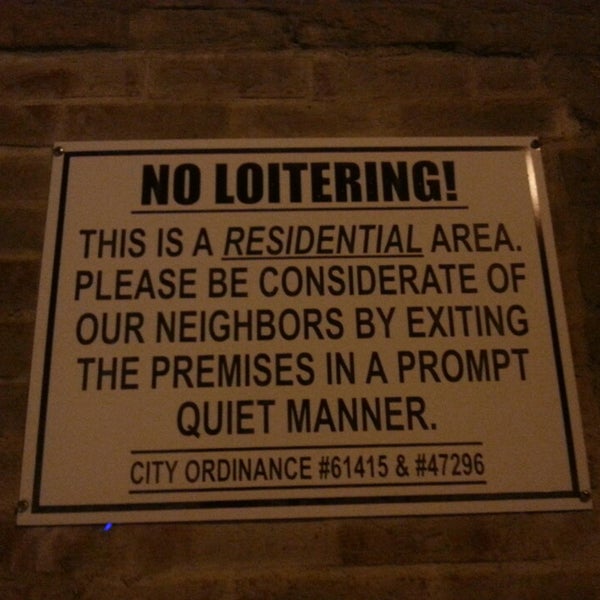 NO LOITERING!
THIS IS A RESIDENTIAL AREA.
PLEASE BE CONSIDERATE OF
OUR NEIGHBORS BY EXITING
THE PREMISES IN A PROMPT
QUIET MANNER.
CITY ORDINANCE #61415 & #47296